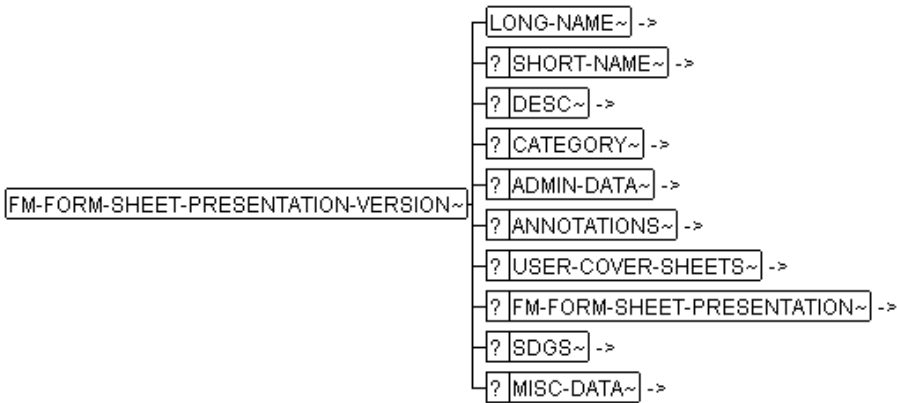 LONG-NAME~ ->
? SHORT-NAME~ ->
? DESC~ ->
? CATEGORY~ ->
? ADMIN-DATA~ ->
FM-FORM-SHEET-PRESENTATION-VERSION~
? ANNOTATIONS~ ->
? USER-COVER-SHEETS~ ->
? FM-FORM-SHEET-PRESENTATION~ ->
? SDGS~ ->
? MISC-DATA~ ->